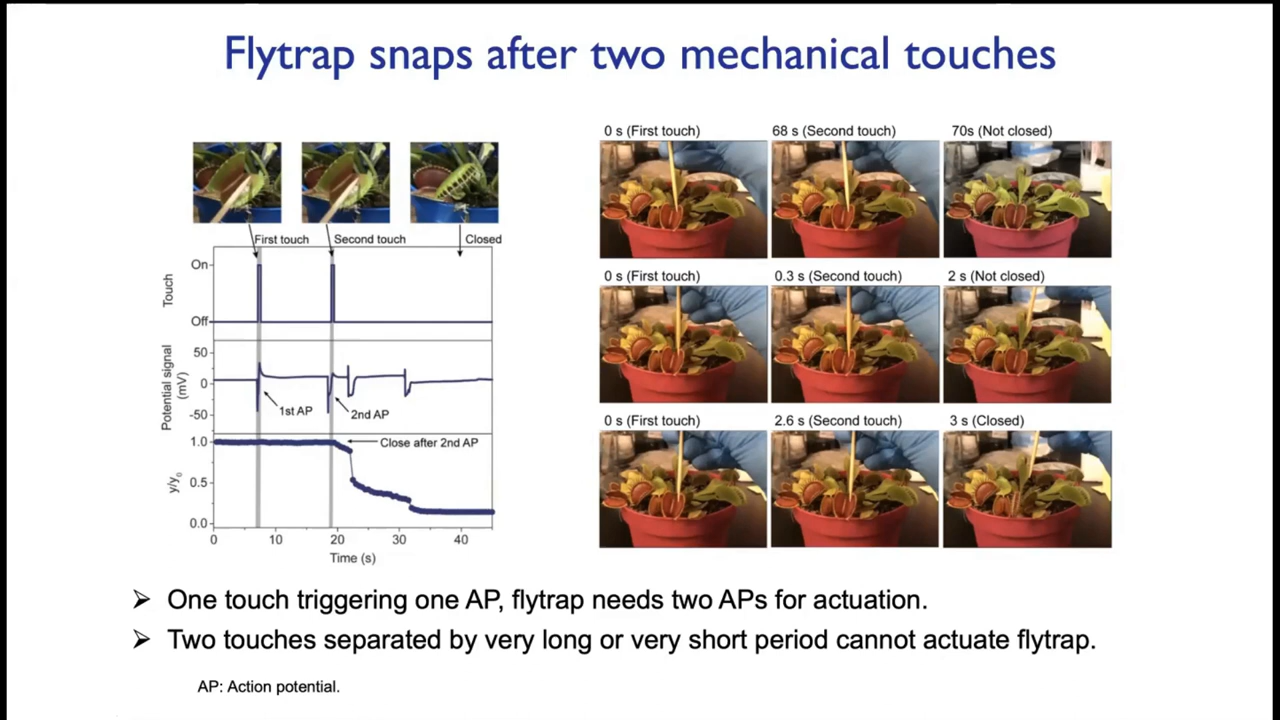 Flytrap snaps after two mechanical touches
First touch
Second touch
Closed
On
Off
Touch
50
0
-50
Potential signal
(mV)
1st AP
2nd AP
1.0
0.5
0.0
y/y0
Close after 2nd AP
0
10
20
30
40
Time (s)
0 s (First touch)
68 s (Second touch)
70s (Not closed)
0 s (First touch)
0.3 s (Second touch)
2 s (Not closed)
0 s (First touch)
2.6 s (Second touch)
3 s (Closed)
➢ One touch triggering one AP, flytrap needs two APs for actuation.
➢ Two touches separated by very long or very short period cannot actuate flytrap.
AP: Action potential.